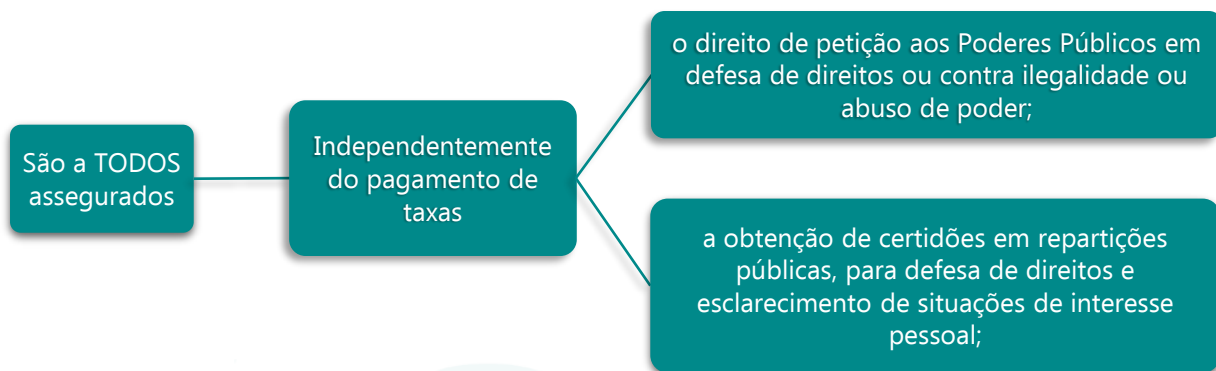 São a TODOS
assegurados
Independentemente
do pagamento de
taxas
o direito de petição aos Poderes Públicos em
defesa de direitos ou contra ilegalidade ou
abuso de poder;
a obtenção de certidões em repartições
públicas, para defesa de direitos e
esclarecimento de situações de interesse
pessoal;